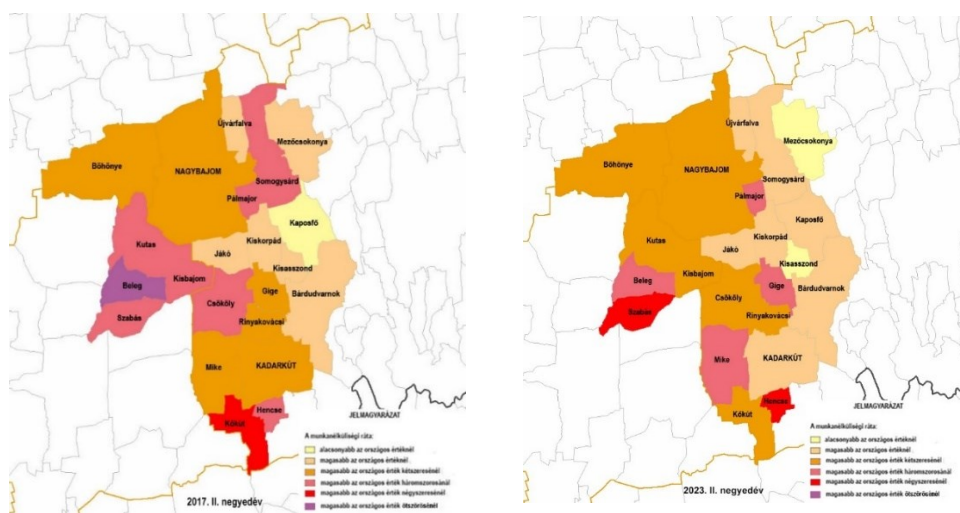 Újvárfalva
Mezőcsokonya
Böhönye
NAGYBAJOM
Somogysárd
Pálmajor
Kaposfő
Kutas
Kiskorpád
Jákó
Kisasszond
Beleg
Kisbajom
Csököly
Gige
Bárdudvarnok
Szabás
Rinyakovácsi
Mike
KADARKÚT
Hencse
Kőkút
JELMAGYARÁZAT
A munkanélküliségi ráta:
alacsonyabb az országos értéknél
magasabb az országos értéknél
magasabb az országos érték kétszeresénél
magasabb az országos érték háromszorosánál
magasabb az országos érték négyszeresénél
magasabb az országos érték ötszörösénél
2017. II. negyedév
Újvárfalva
Mezőcsokonya
Böhönye
NAGYBAJOM
Somogysárd
Pálmajor
Kaposfő
Kutas
Kiskorpád
Jákó
Kisasszond
Beleg
Kisbajom
Gige
Csököly
Bárdudvarnok
Szabás
Rinyakovácsi
Mike
KADARKÚT
Hencse
Kőkút
JELMAGYARÁZAT
A munkanélküliségi ráta:
alacsonyabb az országos értéknél
magasabb az országos értéknél
magasabb az országos érték kétszeresénél
magasabb az országos érték háromszorosánál
magasabb az országos érték négyszeresénél
magasabb az országos érték ötszörösénél
2023. II. negyedév